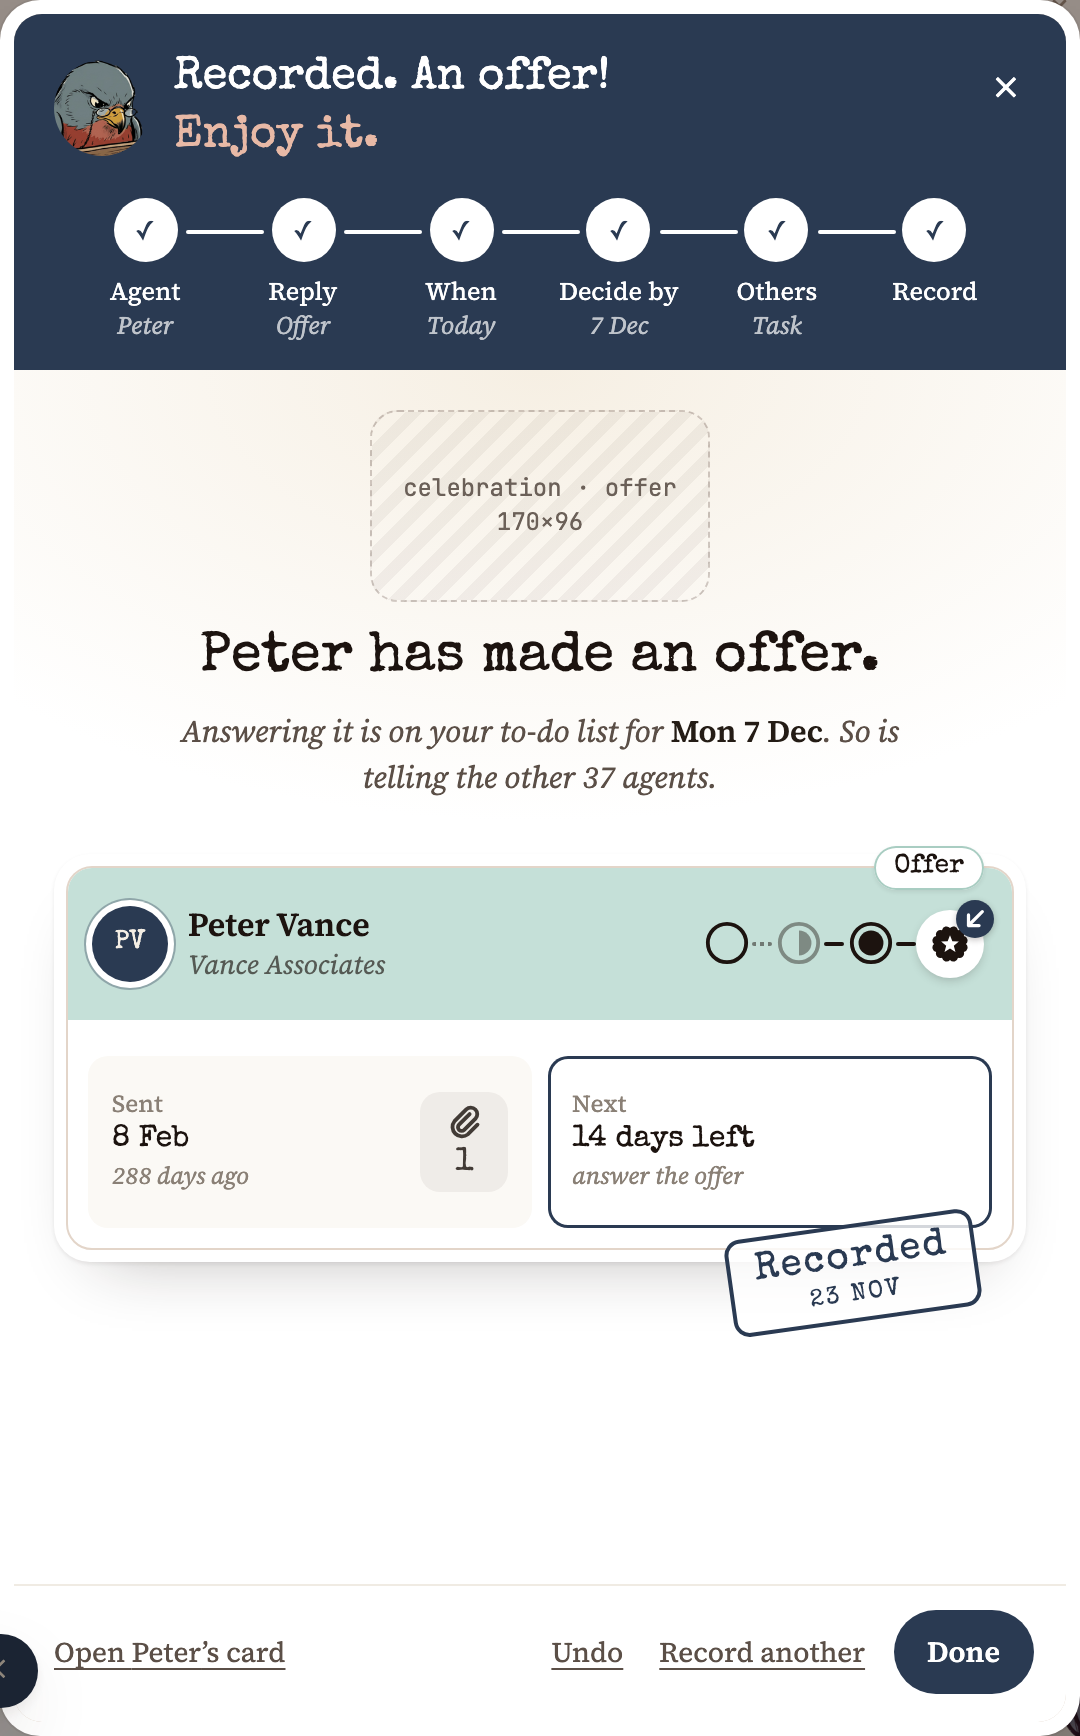 Recorded. An offer!
Enjoy it.
Agent
Reply
When
Decide by
Others
Record
Peter
Offer
Today
7 Dec
Task
celebration · offer
170×96
Peter has made an offer.
Answering it is on your to-do list for Mon 7 Dec. So is
telling the other 37 agents.
Offer
PV
Peter Vance
Vance Associates
Sent
8 Feb
288 days ago
1
Next
14 days left
answer the offer
Recorded
23 NOV
Open Peter’s card
Undo
Record another
Done